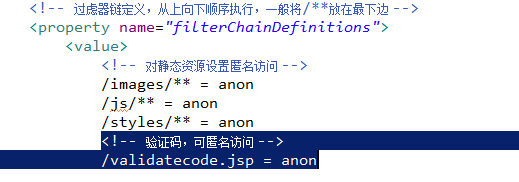 <!-- 过虑器链定义，从上向下顺序执行，一般将/**放在最下边 -->
<property name="filterChainDefinitions">
<value>
<!-- 对静态资源设置匿名访问 -->
/images/** = anon
/js/** = anon
/styles/** = anon
<!-- 验证码，可匿名访问 -->
/validatecode.jsp = anon